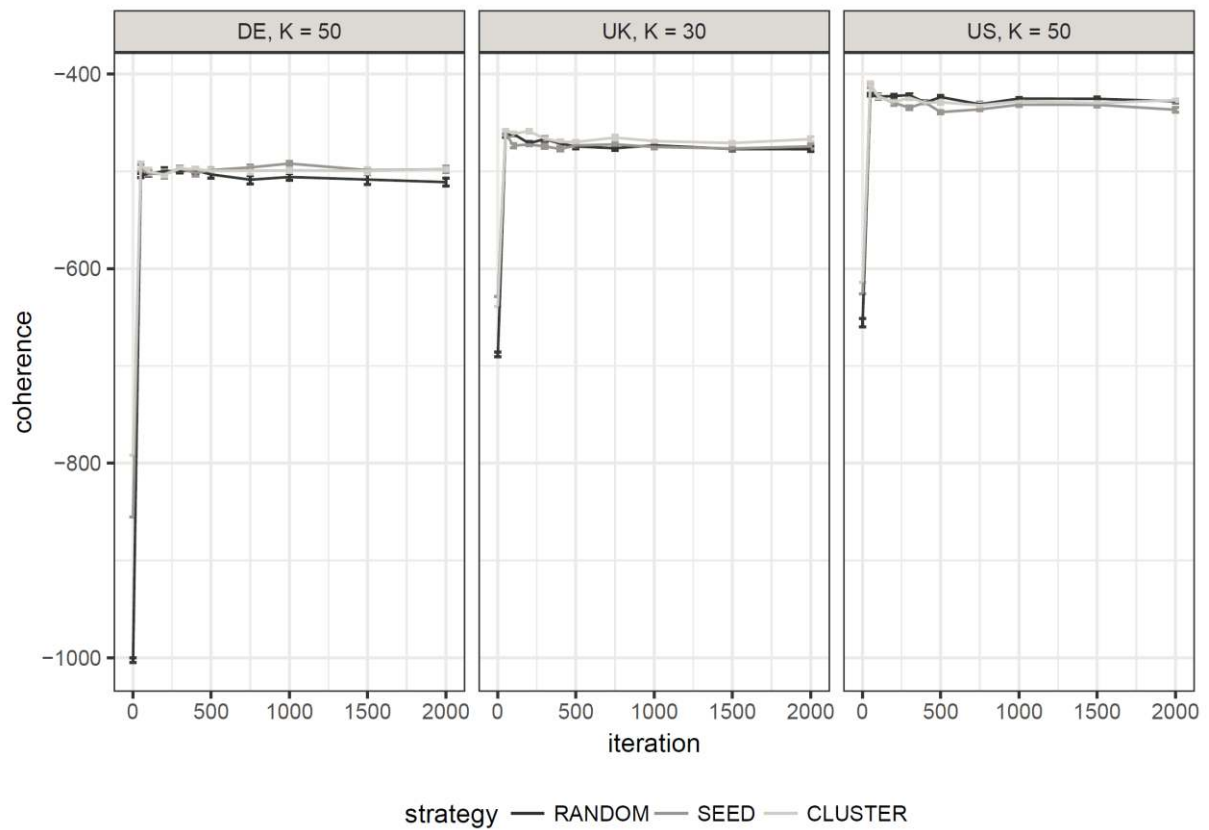 DE, K = 50
UK, K = 30
US, K = 50
−400
−600
−800
−1000
coherence
0 500 1000 1500 2000
0 500 1000 1500 2000
0 500 1000 1500 2000
iteration
strategy RANDOM SEED CLUSTER